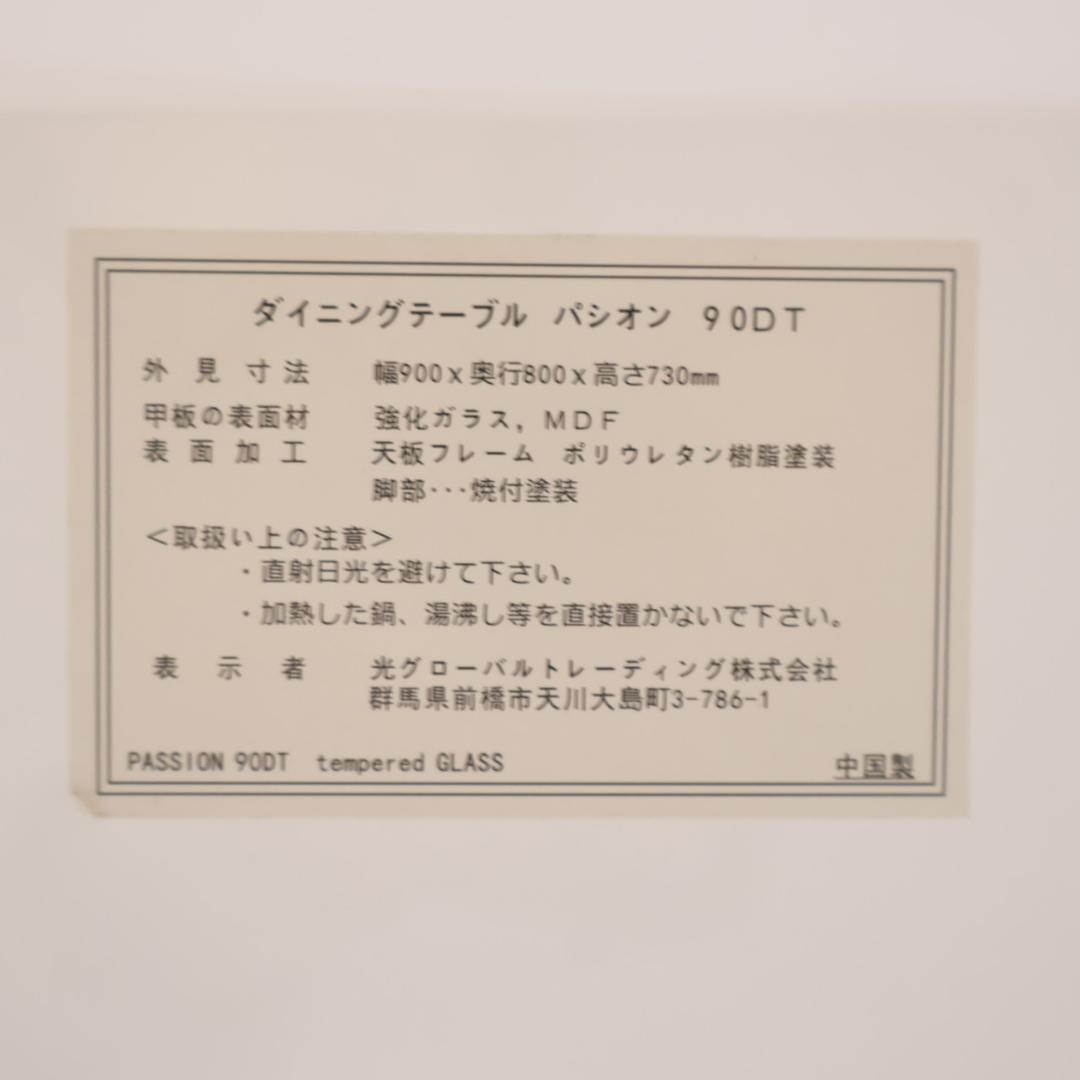 ダイニングテーブル パシオン 90DT
外見寸法 幅900x奥行800x高さ730mm
甲板の表面材 強化ガラス, MDF
表面加工 天板フレーム ポリウレタン樹脂塗装
脚部･･･焼付塗装
<取扱い上の注意>
・直射日光を避けて下さい。
・加熱した鍋、湯沸し等を直接置かないで下さい。
表示者 光グローバルトレーディング株式会社
群馬県前橋市天川大島町3-786-1
PASSION 90DT tempered GLASS 中国製